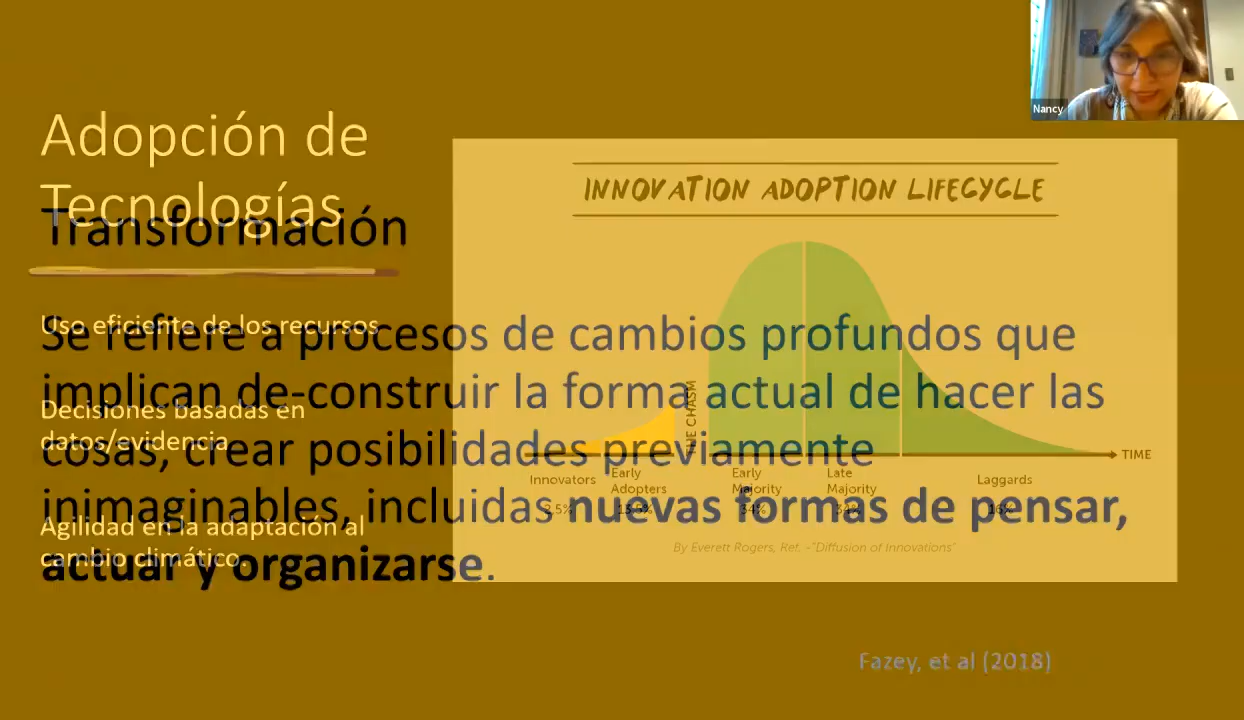 Nancy
Adopción de
Tecnologías
Uso eficiente de los recursos
Decisiones basadas en
datos/evidencia
Agilidad en la adaptación al
cambio climático.
INNOVATION ADOPTION LIFECYCLE
THE CHASM
TIME
Innovators
2.5%
Early
Adopters
13.5%
Early
Majority
34%
Late
Majority
34%
Laggards
16%
By Everett Rogers, Ref. -"Diffusion of Innovations"
Transformación
Se refiere a procesos de cambios profundos que
implican de-construir la forma actual de hacer las
cosas, crear posibilidades previamente
inimaginables, incluidas nuevas formas de pensar,
actuar y organizarse.
Fazey, et al (2018)